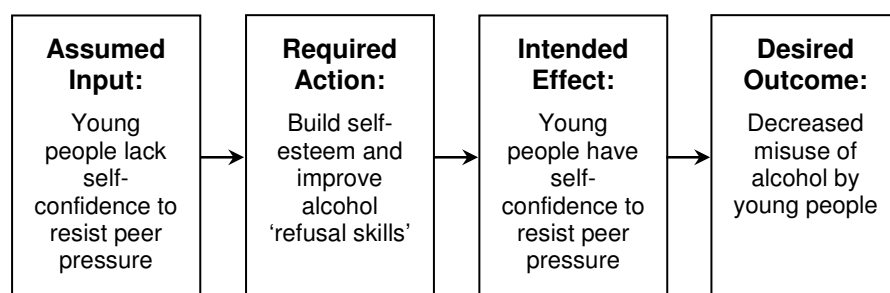 Assumed
Input:
Young
people lack
self-
confidence to
resist peer
pressure
Required
Action:
Build self-
esteem and
improve
alcohol
‘refusal skills’
Intended
Effect:
Young
people have
self-
confidence to
resist peer
pressure
Desired
Outcome:
Decreased
misuse of
alcohol by
young people